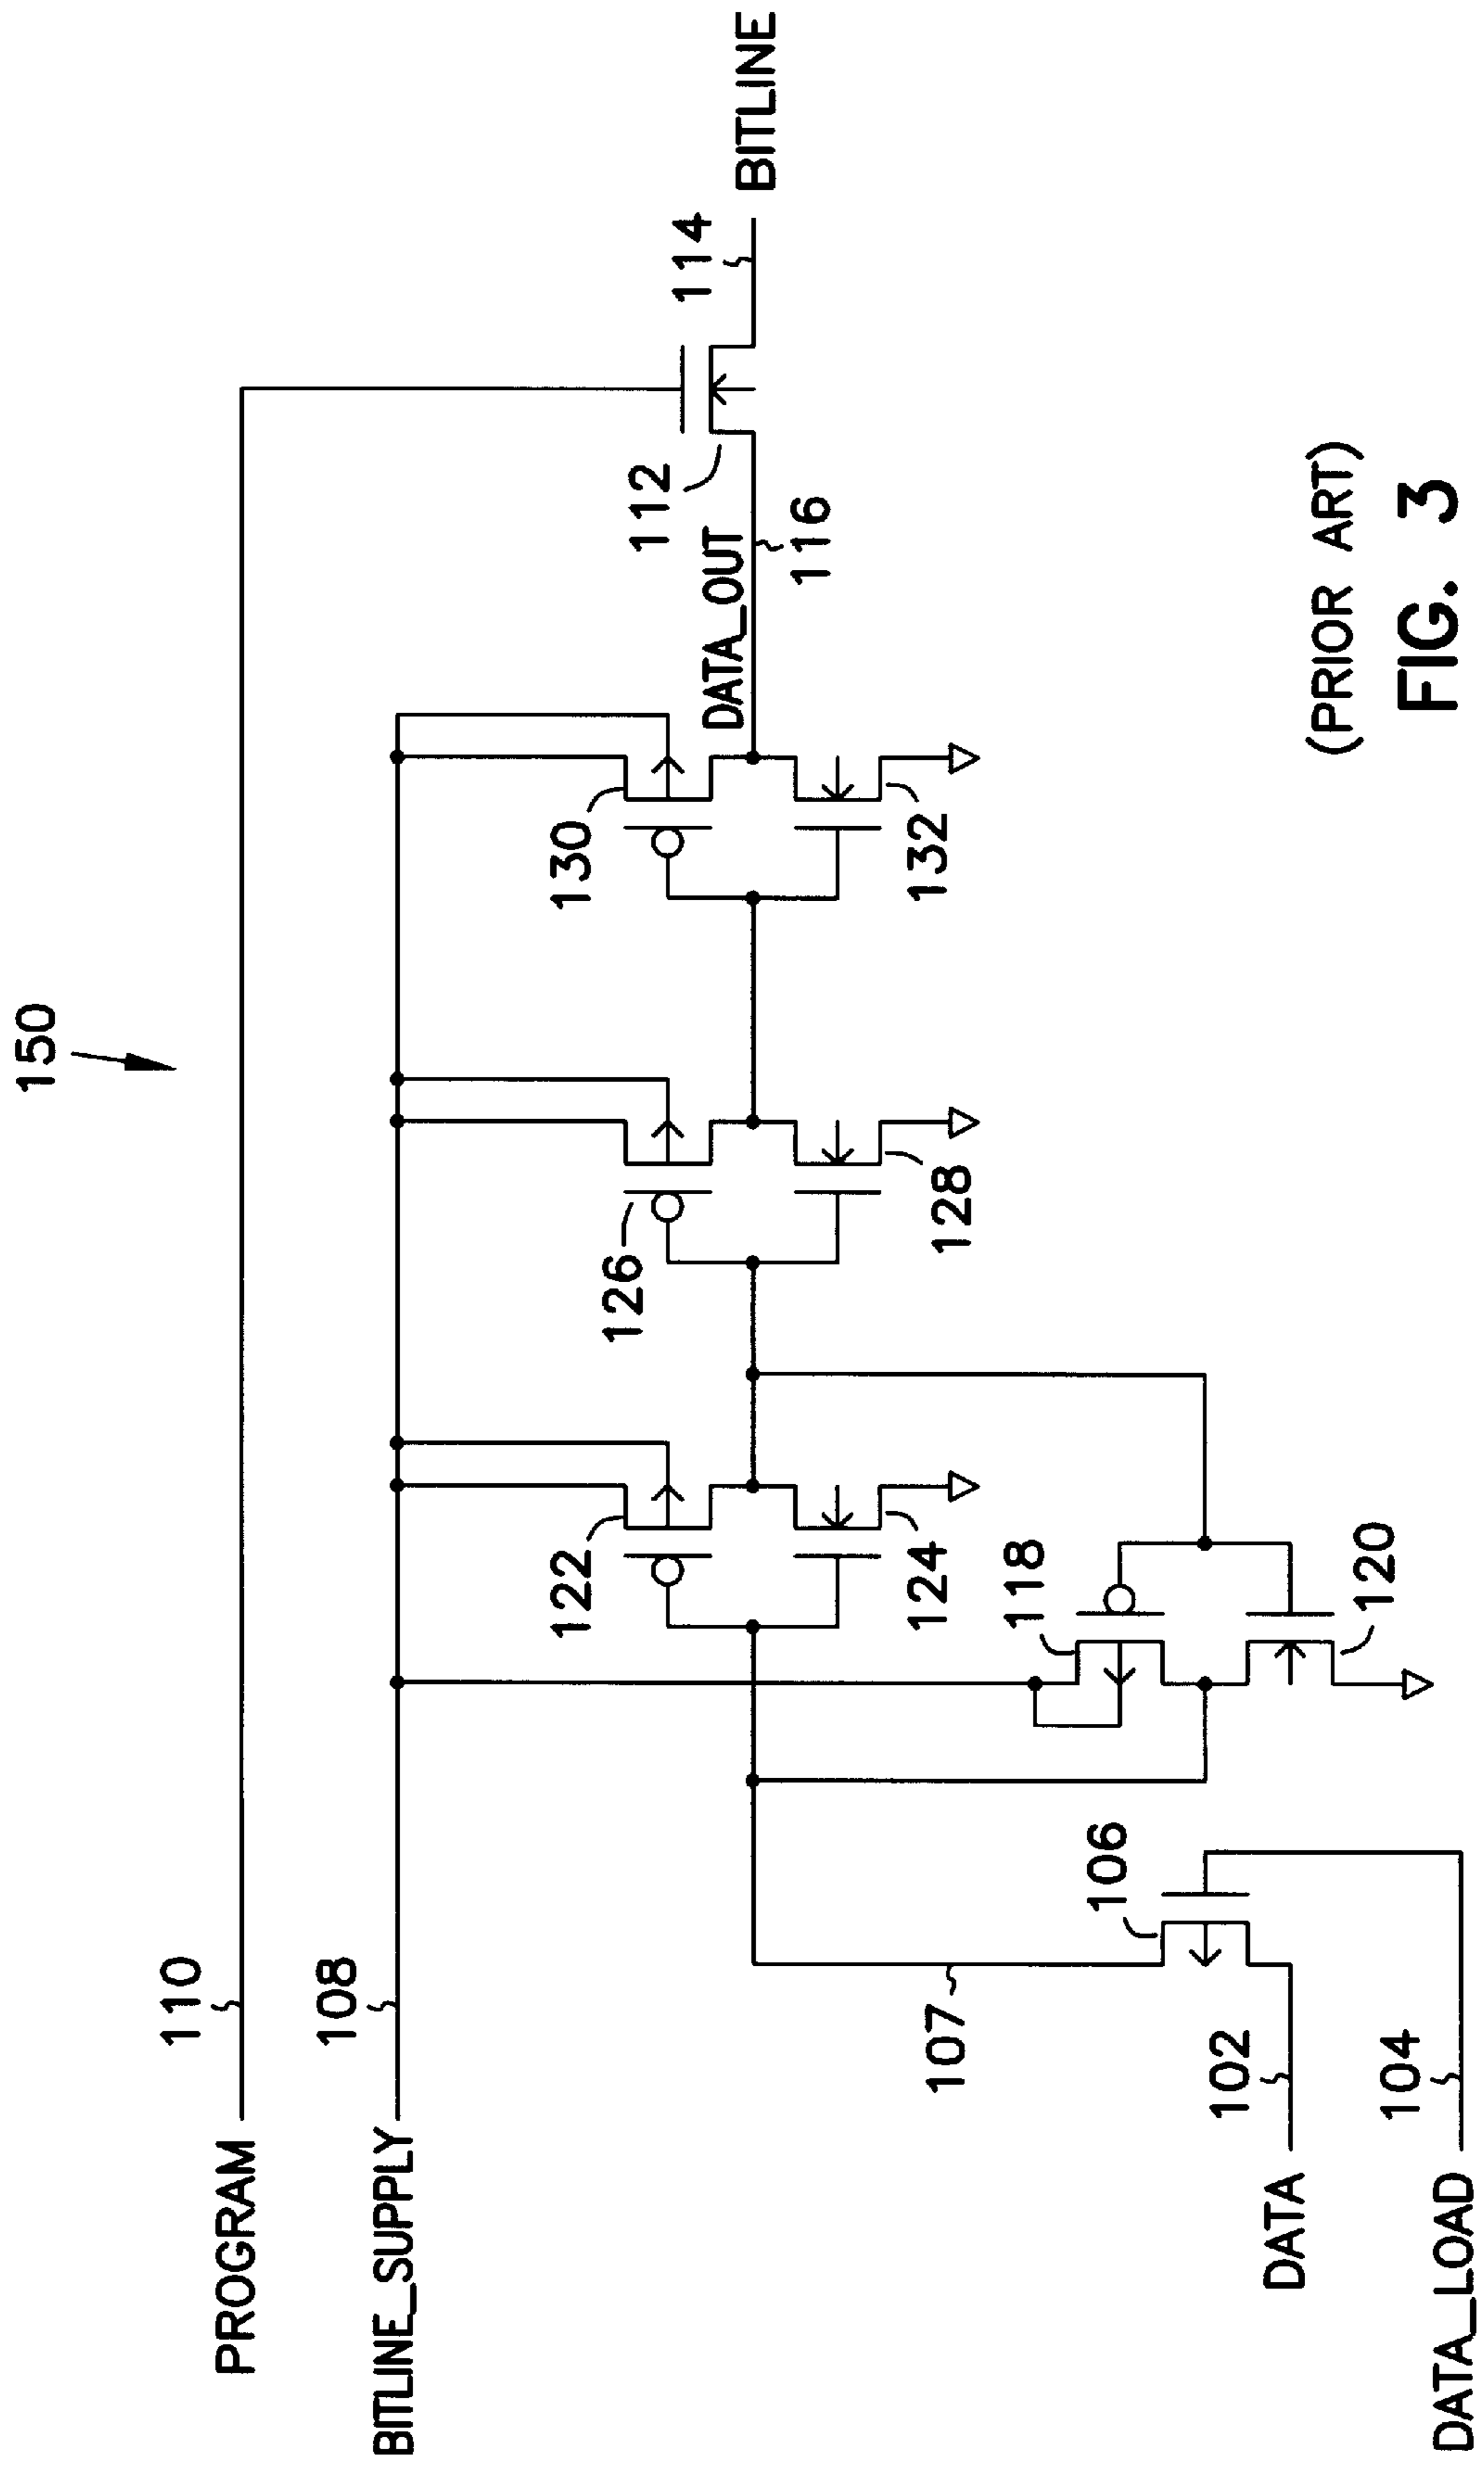 150
110
PROGRAM
108
BITLINE_SUPPLY
122
126
130
112
114
BITLINE
DATA_OUT
116
124
128
132
107
106
118
120
102
DATA
104
DATA_LOAD
(PRIOR ART)
FIG. 3